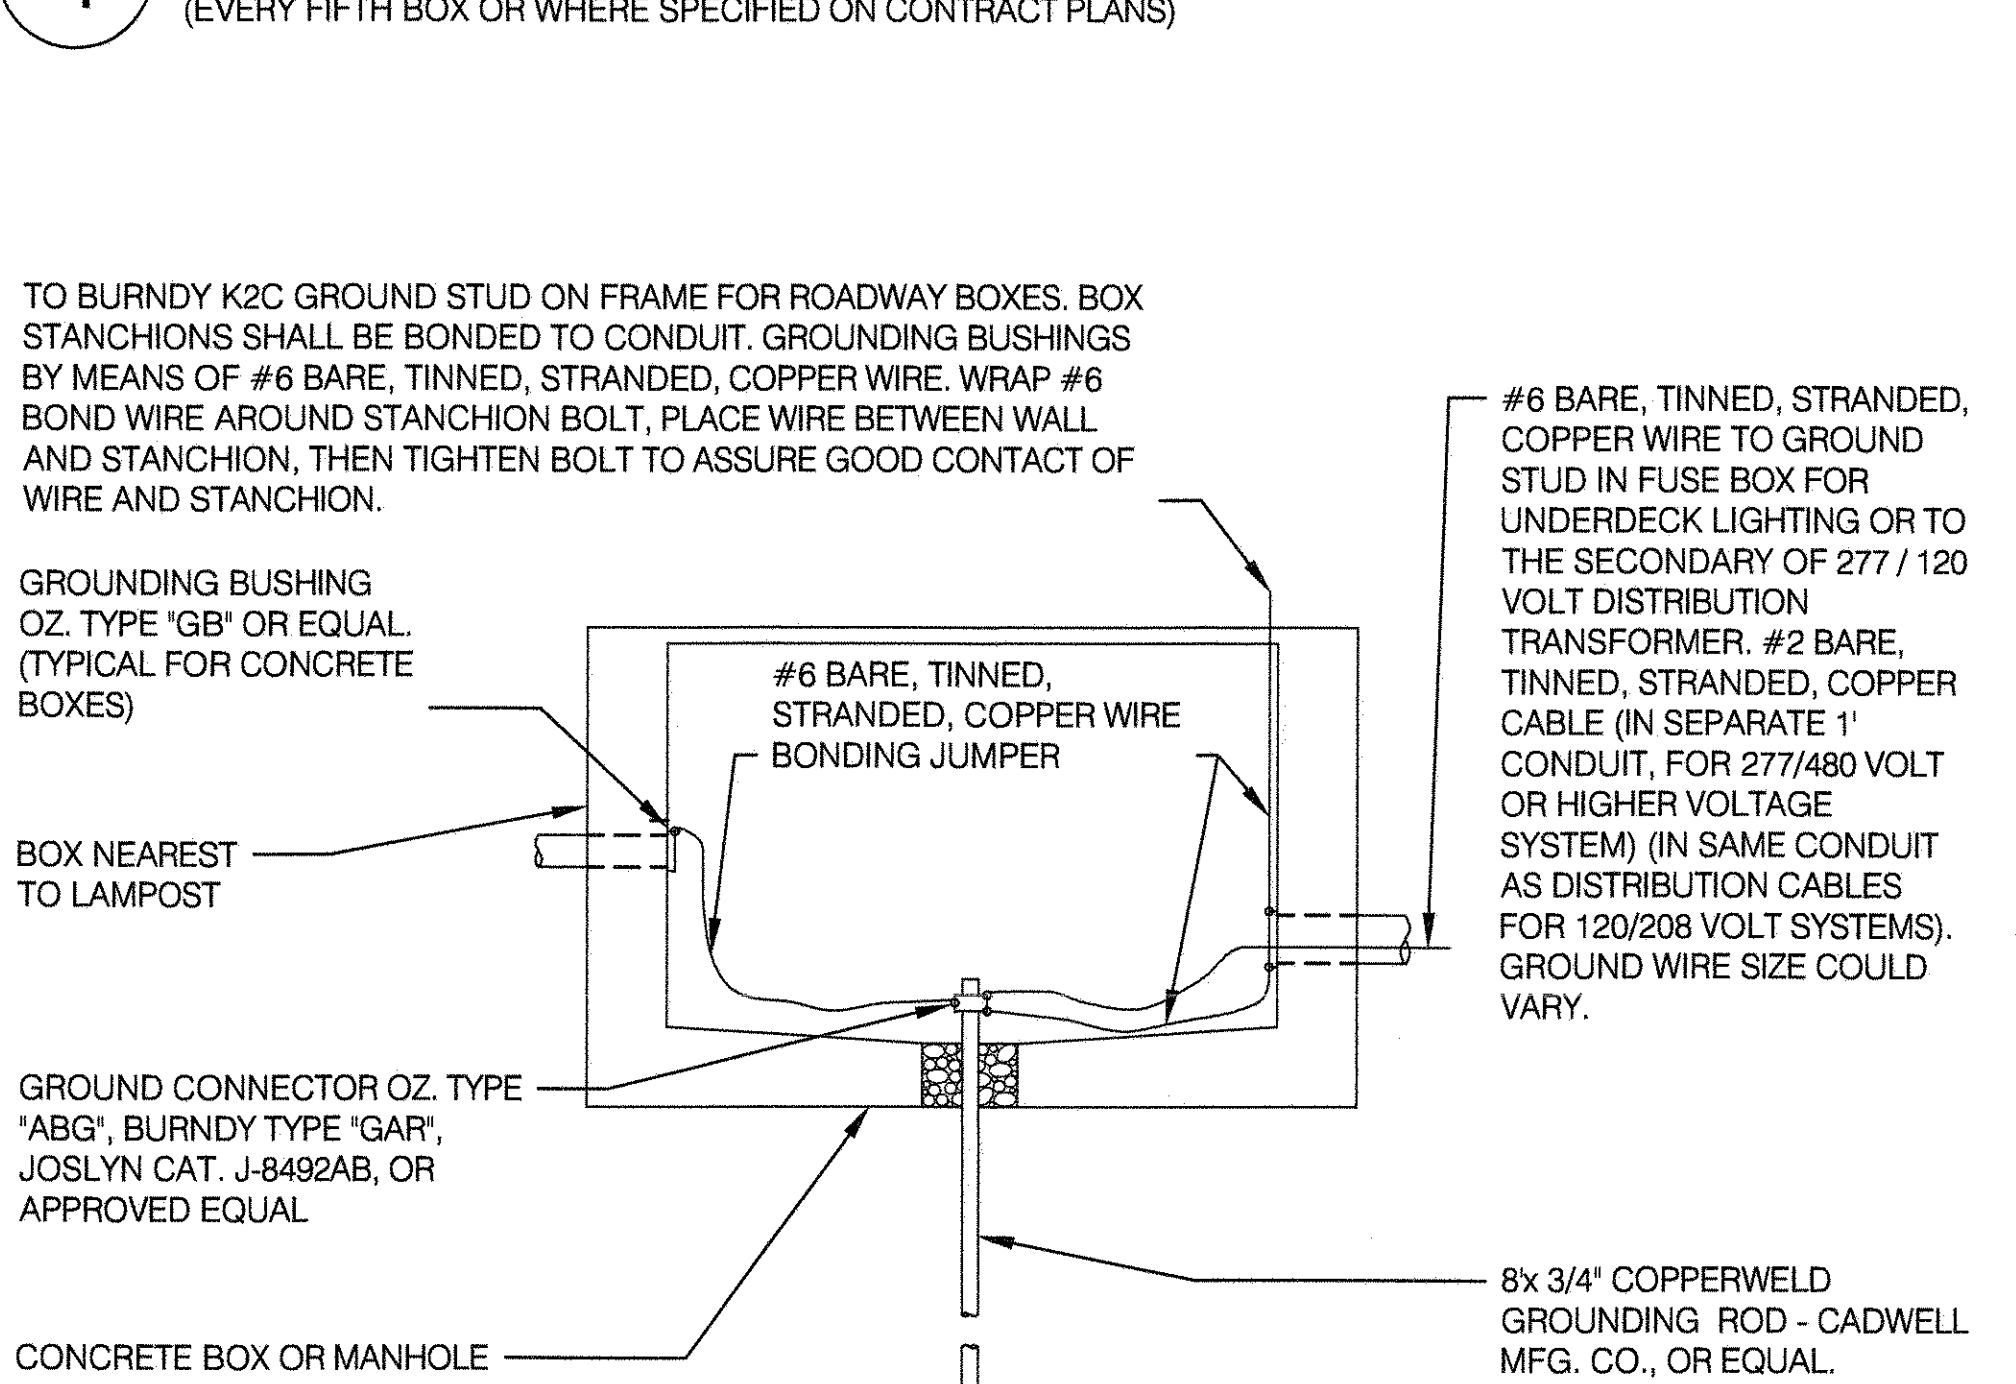 (EVERY FIFTH BOX OR WHERE SPECIFIED ON CONTRACT PLANS)
TO BURNDY K2C GROUND STUD ON FRAME FOR ROADWAY BOXES. BOX
STANCHIONS SHALL BE BONDED TO CONDUIT. GROUNDING BUSHINGS
BY MEANS OF #6 BARE, TINNED, STRANDED, COPPER WIRE. WRAP #6
BOND WIRE AROUND STANCHION BOLT, PLACE WIRE BETWEEN WALL
AND STANCHION, THEN TIGHTEN BOLT TO ASSURE GOOD CONTACT OF
WIRE AND STANCHION.
#6 BARE, TINNED, STRANDED,
COPPER WIRE TO GROUND
STUD IN FUSE BOX FOR
UNDERDECK LIGHTING OR TO
THE SECONDARY OF 277 / 120
VOLT DISTRIBUTION
TRANSFORMER. #2 BARE,
TINNED, STRANDED, COPPER
CABLE (IN SEPARATE 1'
CONDUIT, FOR 277/480 VOLT
OR HIGHER VOLTAGE
SYSTEM) (IN SAME CONDUIT
AS DISTRIBUTION CABLES
FOR 120/208 VOLT SYSTEMS).
GROUND WIRE SIZE COULD
VARY.
GROUNDING BUSHING
OZ. TYPE "GB" OR EQUAL.
(TYPICAL FOR CONCRETE
BOXES)
#6 BARE, TINNED,
STRANDED, COPPER WIRE
BONDING JUMPER
BOX NEAREST
TO LAMPOST
GROUND CONNECTOR OZ. TYPE
"ABG", BURNDY TYPE "GAR",
JOSLYN CAT. J-8492AB, OR
APPROVED EQUAL
CONCRETE BOX OR MANHOLE
8'x 3/4" COPPERWELD
GROUNDING ROD - CADWELL
MFG. CO., OR EQUAL.